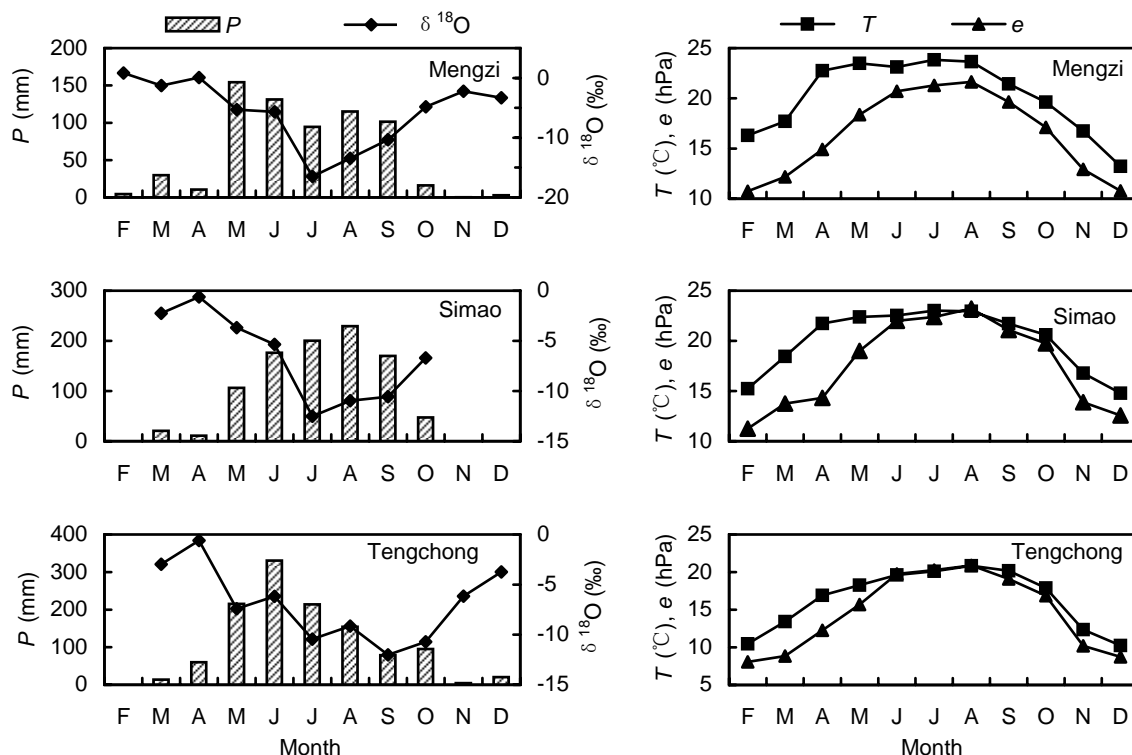 P δ 18O T e
200 150 100 50 0
P (mm)
Mengzi
0 -10 -20
δ 18O (‰)
F M A M J J A S O N D
25 20 15 10
T (℃), e (hPa)
Mengzi
F M A M J J A S O N D
300 200 100 0
P (mm)
Simao
0 -5 -10 -15
δ 18O (‰)
F M A M J J A S O N D
25 20 15 10
T (℃), e (hPa)
Simao
F M A M J J A S O N D
400 300 200 100 0
P (mm)
Tengchong
0 -5 -10 -15
δ 18O (‰)
F M A M J J A S O N D
Month
25 20 15 10 5
T (℃), e (hPa)
Tengchong
F M A M J J A S O N D
Month